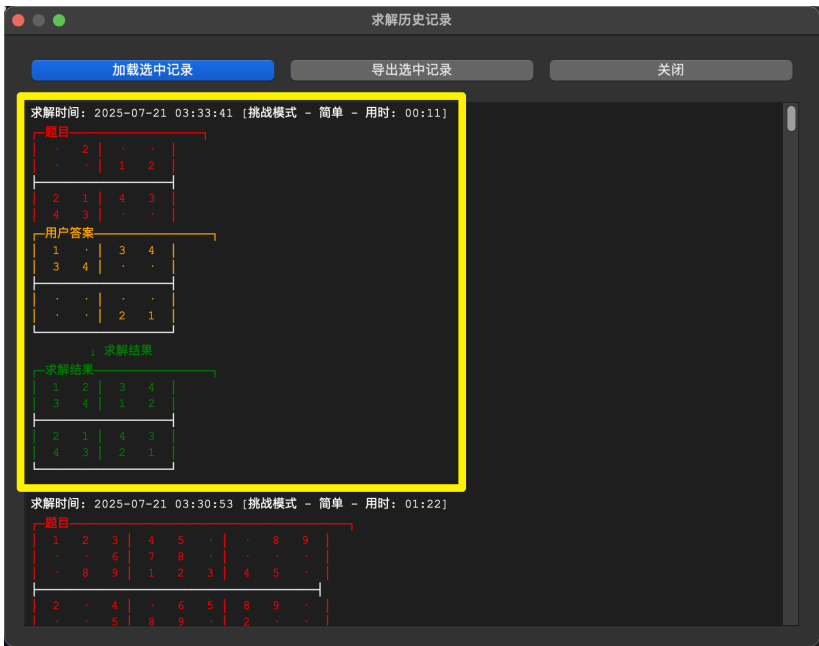 求解历史记录
加载选中记录 导出选中记录 关闭
求解时间: 2025-07-21 03:33:41 [挑战模式 - 简单 - 用时: 00:11]
┌─题目────────────┐
│ · 2 │ · · │
│ · · │ 1 2 │
├─────────────────┤
│ 2 1 │ 4 3 │
│ 4 3 │ · · │
┌─用户答案────────────┐
│ 1 · │ 3 4 │
│ 3 4 │ · · │
├─────────────────┤
│ · · │ · · │
│ · · │ 2 1 │
└─────────────────┘
↓ 求解结果
┌─求解结果────────────┐
│ 1 2 │ 3 4 │
│ 3 4 │ 1 2 │
├─────────────────┤
│ 2 1 │ 4 3 │
│ 4 3 │ 2 1 │
└─────────────────┘
求解时间: 2025-07-21 03:30:53 [挑战模式 - 简单 - 用时: 01:22]
┌─题目────────────────────────────┐
│ 1 2 3 │ 4 5 · │ · 8 9 │
│ · · 6 │ 7 8 · │ · · · │
│ · 8 9 │ 1 2 3 │ 4 5 · │
├─────────────────────────────┤
│ 2 · 4 │ · 6 5 │ 8 9 · │
│ · · 5 │ 8 9 · │ 2 · · │